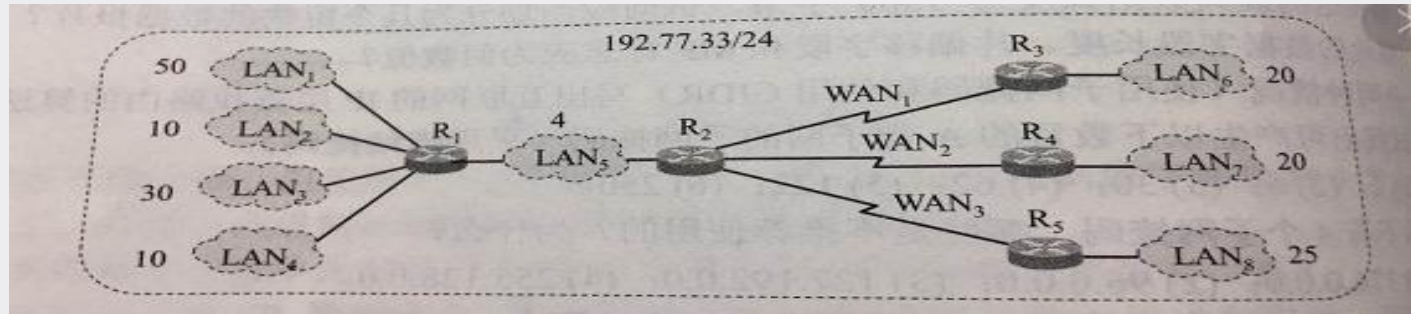 192.77.33/24
50 LAN₁
10 LAN₂
30 LAN₃
10 LAN₄
R₁
4
LAN₅
R₂
WAN₁
WAN₂
WAN₃
R₃
LAN₆ 20
R₄
LAN₇ 20
R₅
LAN₈ 25